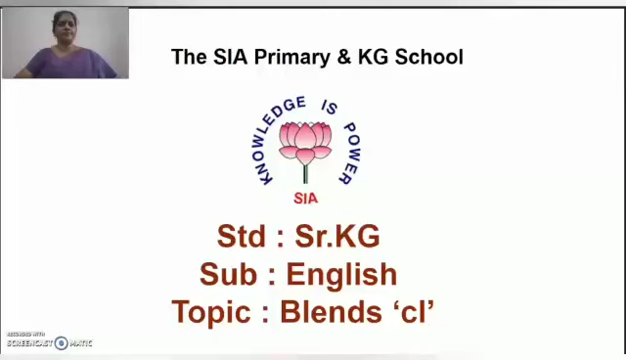 The SIA Primary & KG School
KNOWLEDGE IS POWER
SIA
Std : Sr.KG
Sub : English
Topic : Blends ‘cl’
RECORDED WITH
SCREENCAST MATIC